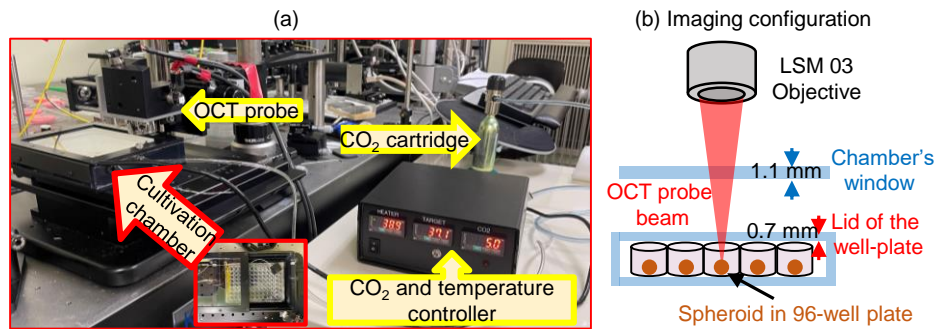 (a)
OCT probe
CO₂ cartridge
Cultivation
chamber
HEATER
TARGET
CO2
38.9
37.1
5.0
CO₂ and temperature
controller
(b) Imaging configuration
LSM 03
Objective
Chamber's
window
1.1 mm
OCT probe
beam
0.7 mm
Lid of the
well-plate
Spheroid in 96-well plate